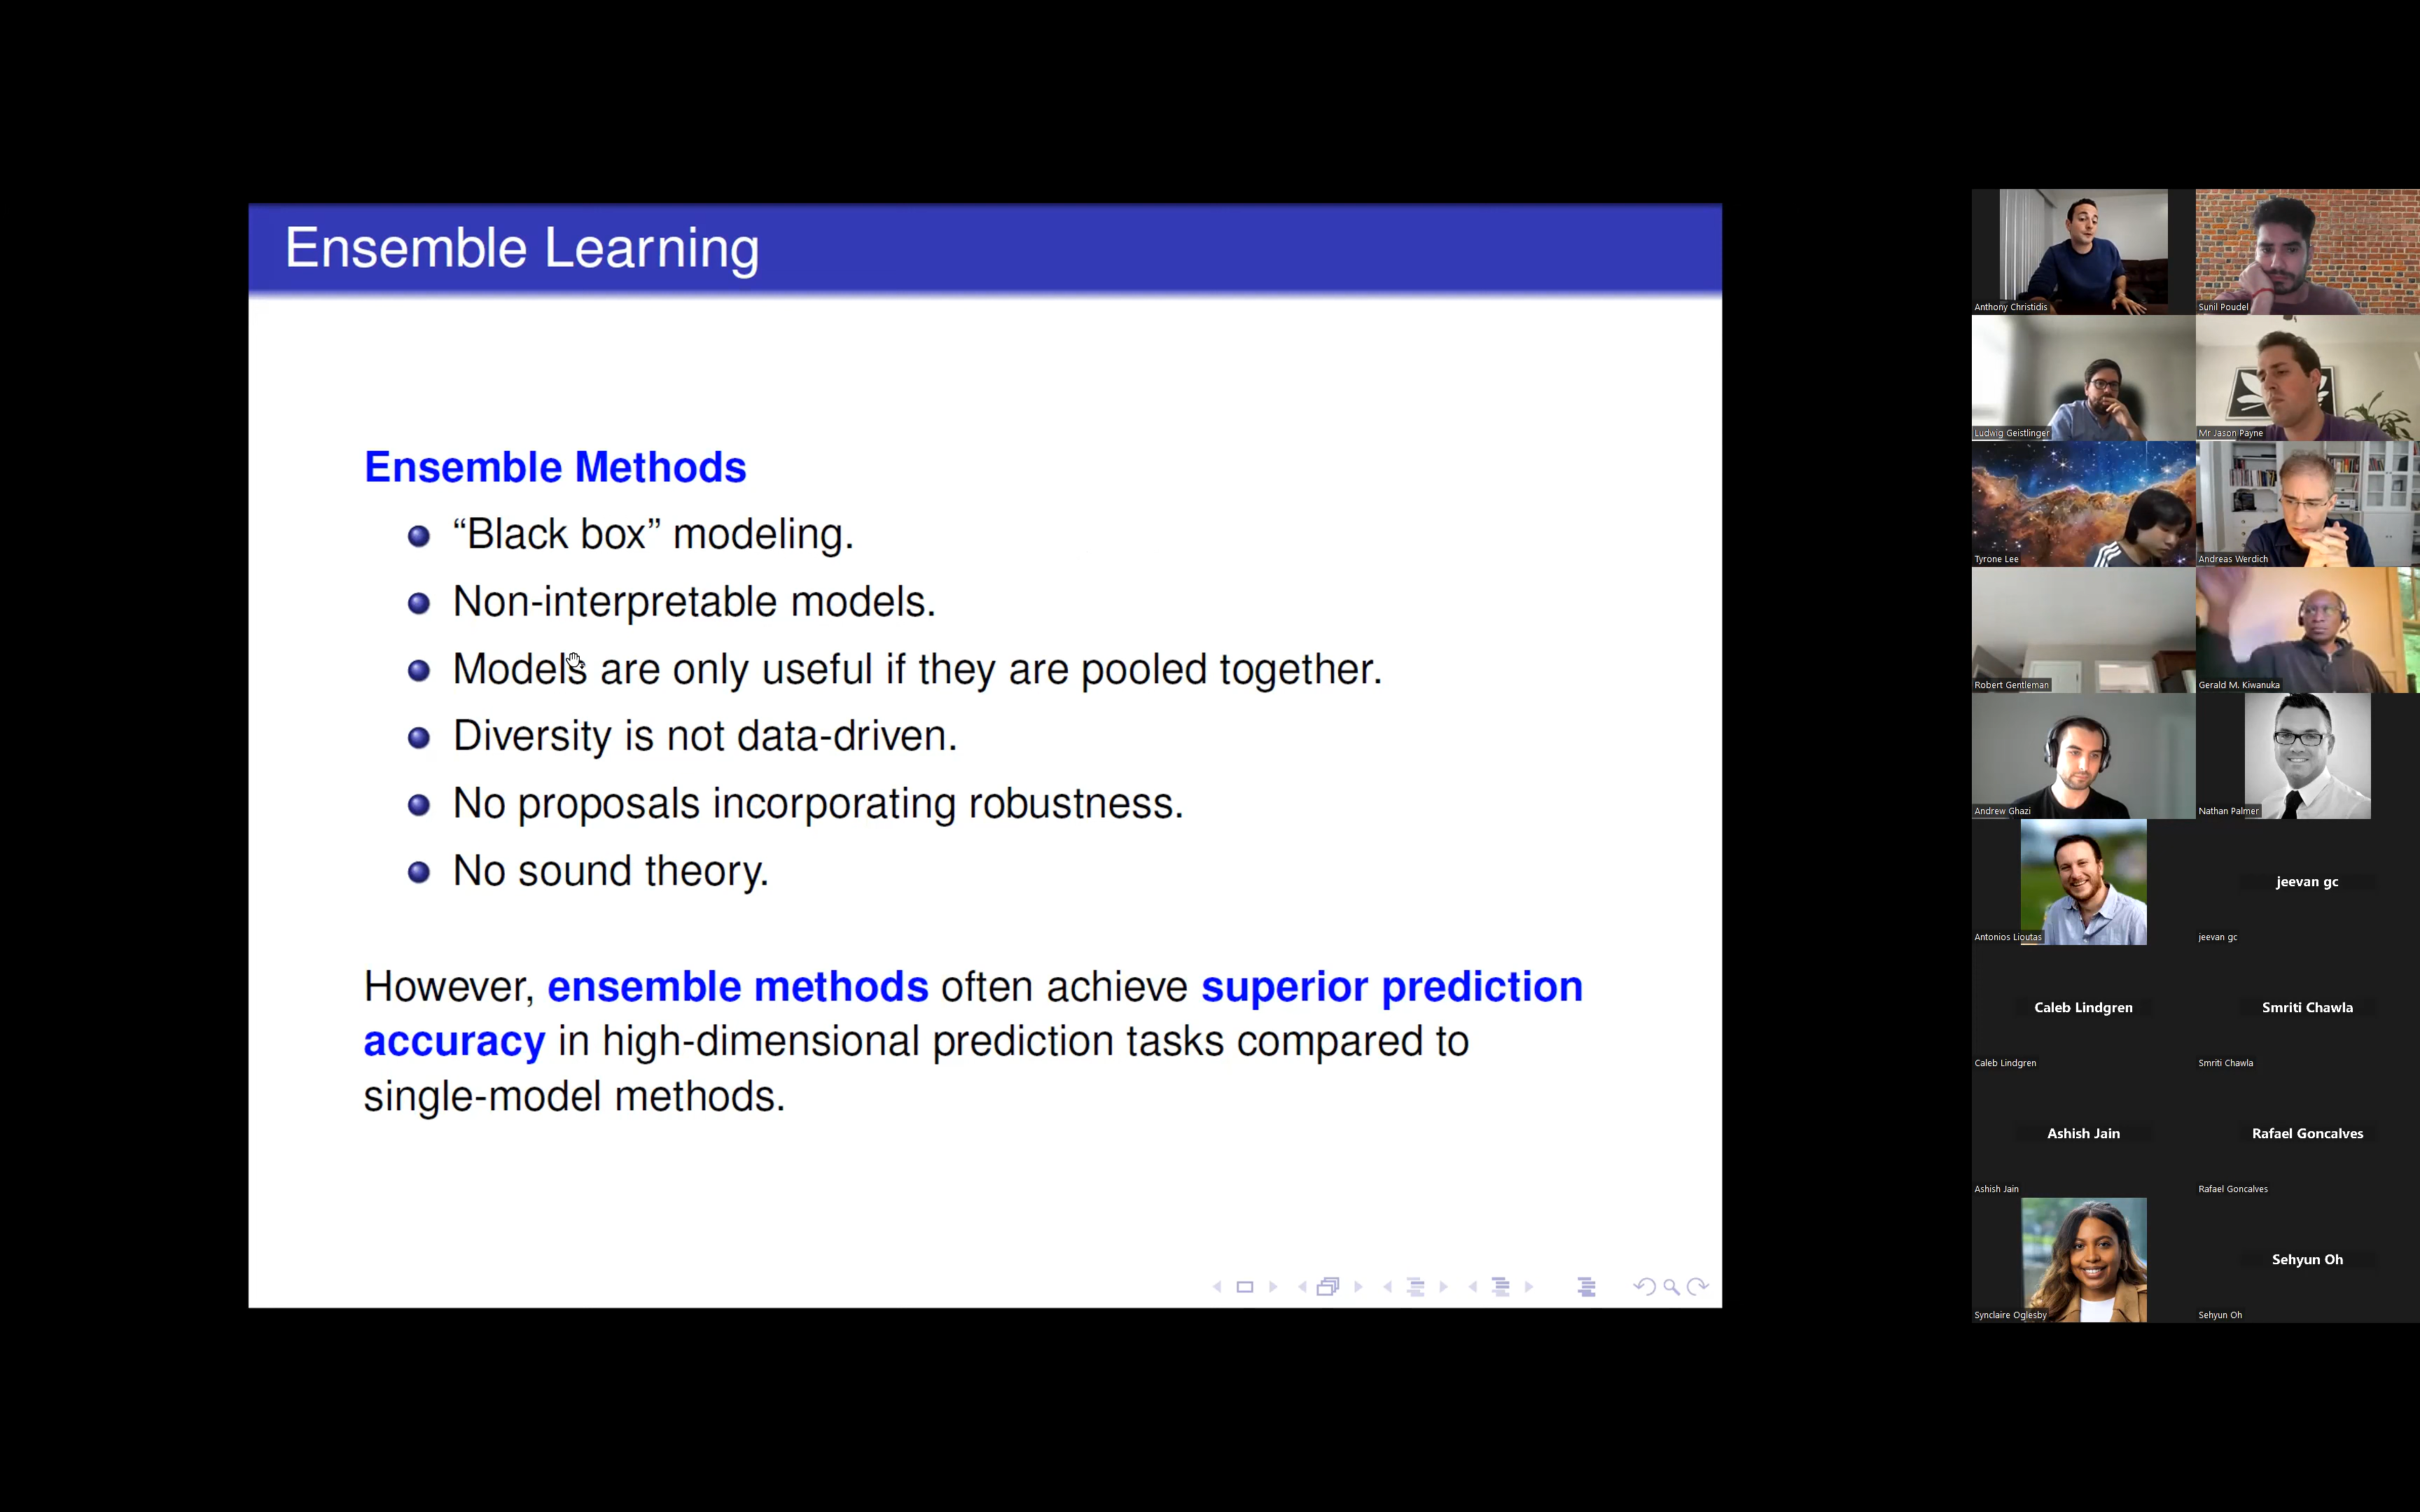 Ensemble Learning
Ensemble Methods
“Black box” modeling.
Non-interpretable models.
Models are only useful if they are pooled together.
Diversity is not data-driven.
No proposals incorporating robustness.
No sound theory.
However, ensemble methods often achieve superior prediction
accuracy in high-dimensional prediction tasks compared to
single-model methods.
Anthony Christidis
Sunil Poudel
Ludwig Geistlinger
Mr Jason Payne
Tyrone Lee
Andreas Werdich
Robert Gentleman
Gerald M. Kiwanuka
Andrew Ghazi
Nathan Palmer
Antonios Lioutas
jeevan gc
jeevan gc
Caleb Lindgren
Smriti Chawla
Caleb Lindgren
Smriti Chawla
Ashish Jain
Rafael Goncalves
Ashish Jain
Rafael Goncalves
Synclaire Oglesby
Sehyun Oh
Sehyun Oh